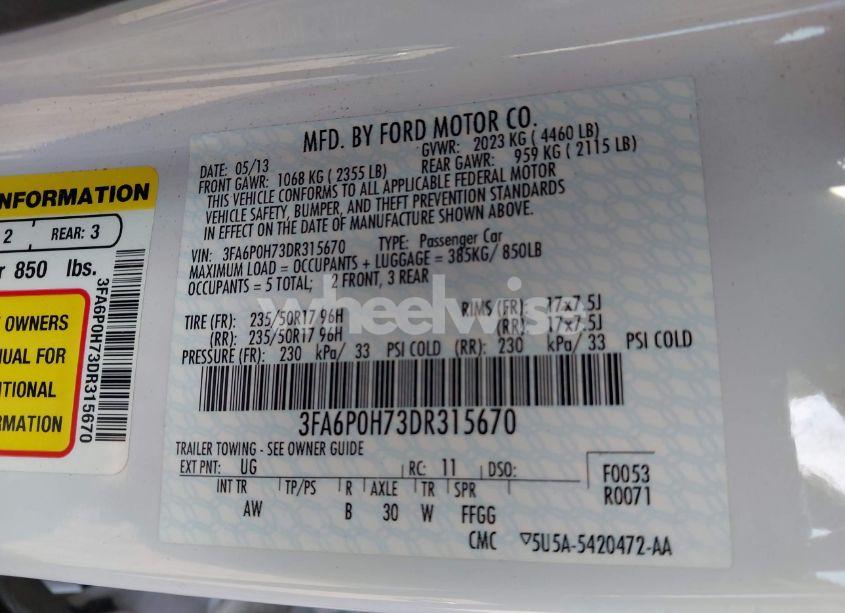 MFD. BY FORD MOTOR CO.
DATE: 05/13 GVWR: 2023 KG ( 4460 LB)
FRONT GAWR: 1068 KG ( 2355 LB) REAR GAWR: 959 KG ( 2115 LB)
THIS VEHICLE CONFORMS TO ALL APPLICABLE FEDERAL MOTOR
VEHICLE SAFETY, BUMPER, AND THEFT PREVENTION STANDARDS
IN EFFECT ON THE DATE OF MANUFACTURE SHOWN ABOVE.
VIN: 3FA6P0H73DR315670 TYPE: Passenger Car
MAXIMUM LOAD = OCCUPANTS + LUGGAGE = 385KG/ 850LB
OCCUPANTS = 5 TOTAL; 2 FRONT, 3 REAR
TIRE (FR): 235/50R17 96H RIMS (FR): 17x7.5J
(RR): 235/50R17 96H (RR): 17x7.5J
PRESSURE (FR): 230 kPa/ 33 PSI COLD (RR): 230 kPa/ 33 PSI COLD
3FA6P0H73DR315670
TRAILER TOWING - SEE OWNER GUIDE
EXT PNT: UG RC: 11 DSO: F0053
R0071
INT TR TP/PS R AXLE TR SPR
AW B 30 W FFGG
CMC ▽5U5A-5420472-AA
INFORMATION
2 REAR: 3
r 850 lbs.
OWNERS
NUAL FOR
ITIONAL
RMATION
3FA6P0H73DR315670
wheelwise